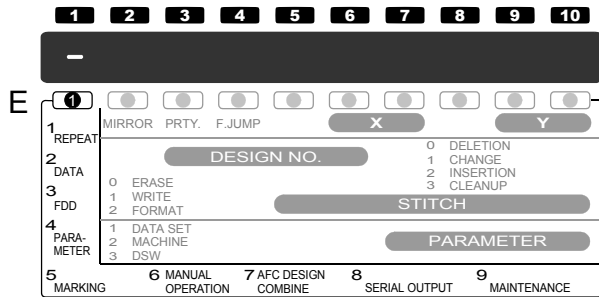 1 2 3 4 5 6 7 8 9 10
–
E
1
1 REPEAT MIRROR PRTY. F.JUMP X Y
2 DATA DESIGN NO. 0 DELETION
1 CHANGE
2 INSERTION
3 CLEANUP
3 FDD 0 ERASE
1 WRITE
2 FORMAT
STITCH
4 PARA-
METER 1 DATA SET
2 MACHINE
3 DSW
PARAMETER
5 MARKING 6 MANUAL OPERATION 7 AFC DESIGN COMBINE 8 SERIAL OUTPUT 9 MAINTENANCE